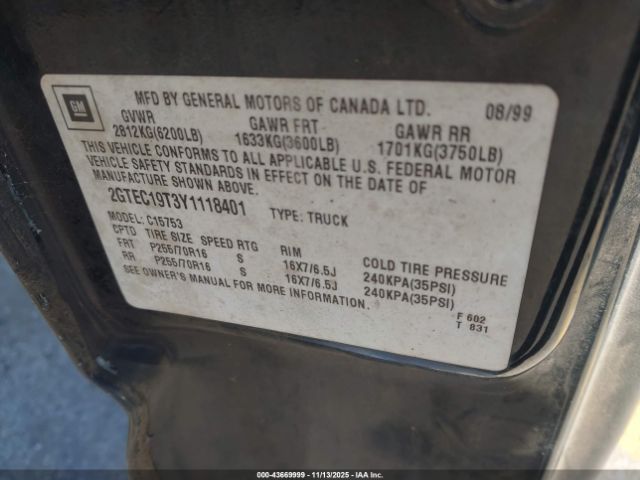 GM
MFD BY GENERAL MOTORS OF CANADA LTD. 08/99
GVWR GAWR FRT GAWR RR
2812KG(6200LB) 1633KG(3600LB) 1701KG(3750LB)
THIS VEHICLE CONFORMS TO ALL APPLICABLE U.S. FEDERAL MOTOR
VEHICLE SAFETY STANDARDS IN EFFECT ON THE DATE OF
MANUFACTURE SHOWN ABOVE.
2GTEC19T3Y1118401 TYPE: TRUCK
MODEL: C15753
CPTD TIRE SIZE SPEED RTG RIM COLD TIRE PRESSURE
FRT P255/70R16 S 16X7/6.5J 240KPA(35PSI)
RR P255/70R16 S 16X7/6.5J 240KPA(35PSI)
SEE OWNER'S MANUAL FOR MORE INFORMATION.
F 602
T 831
000-43669999 - 11/13/2025 - IAA Inc.